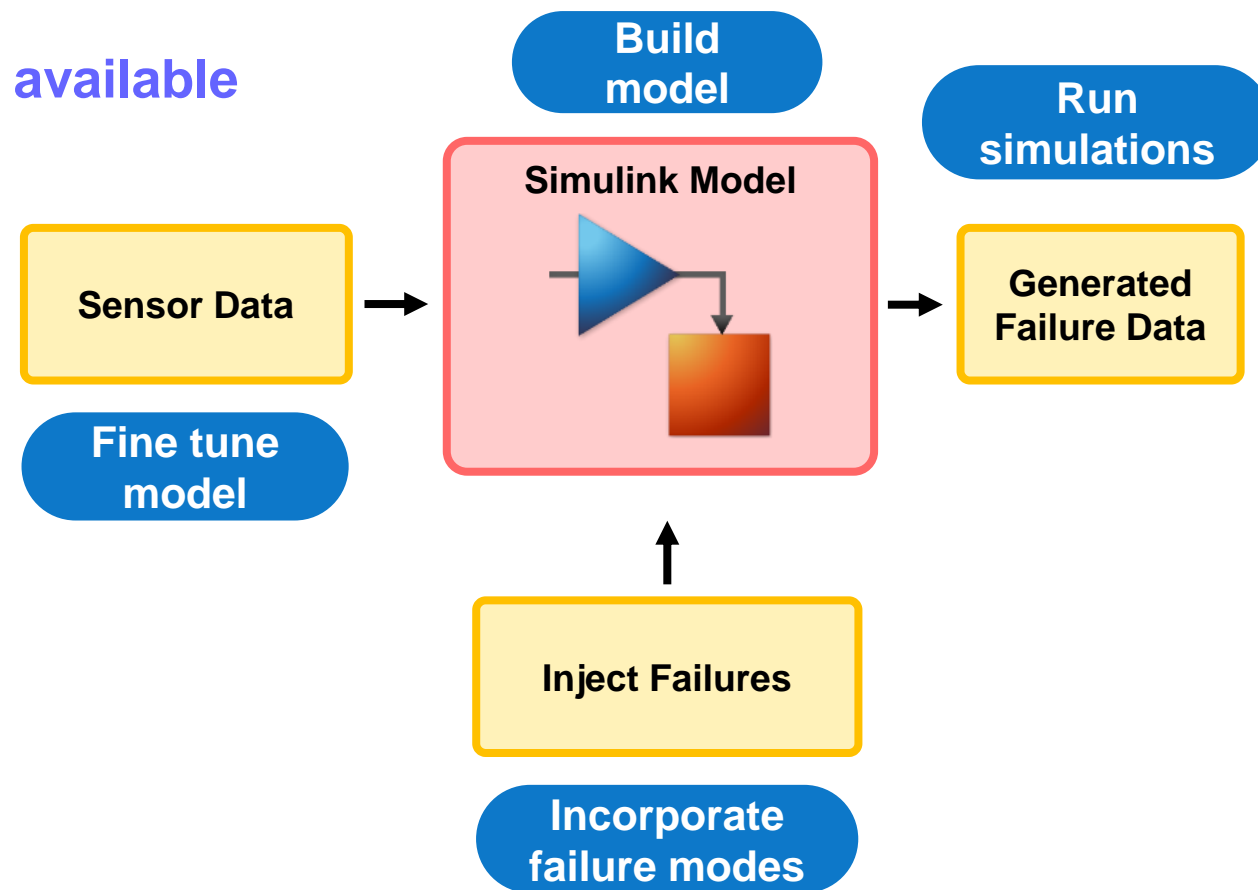 available
Build
model
Run
simulations
Simulink Model
Sensor Data
Generated
Failure Data
Fine tune
model
Inject Failures
Incorporate
failure modes